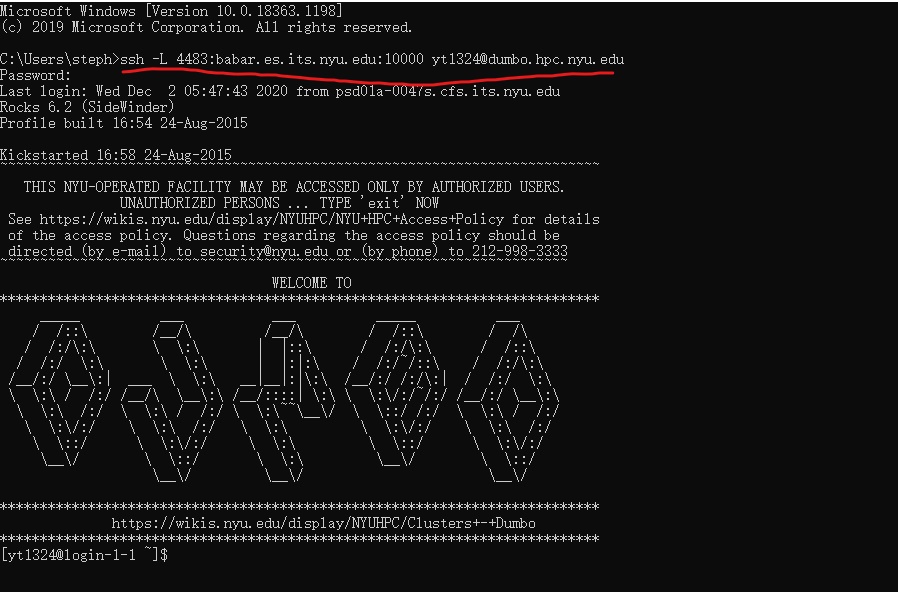 Microsoft Windows [Version 10.0.18363.1198]
(c) 2019 Microsoft Corporation. All rights reserved.
C:\Users\steph>ssh -L 4483:babar.es.its.nyu.edu:10000 yt1324@dumbo.hpc.nyu.edu
Password:
Last login: Wed Dec  2 05:47:43 2020 from psd01a-0047s.cfs.its.nyu.edu
Rocks 6.2 (SideWinder)
Profile built 16:54 24-Aug-2015
Kickstarted 16:58 24-Aug-2015
THIS NYU-OPERATED FACILITY MAY BE ACCESSED ONLY BY AUTHORIZED USERS.
UNAUTHORIZED PERSONS ... TYPE 'exit' NOW
See https://wikis.nyu.edu/display/NYUHPC/NYU+HPC+Access+Policy for details
of the access policy. Questions regarding the access policy should be
directed (by e-mail) to security@nyu.edu or (by phone) to 212-998-3333
WELCOME TO
https://wikis.nyu.edu/display/NYUHPC/Clusters+-+Dumbo
[yt1324@login-1-1 ~]$